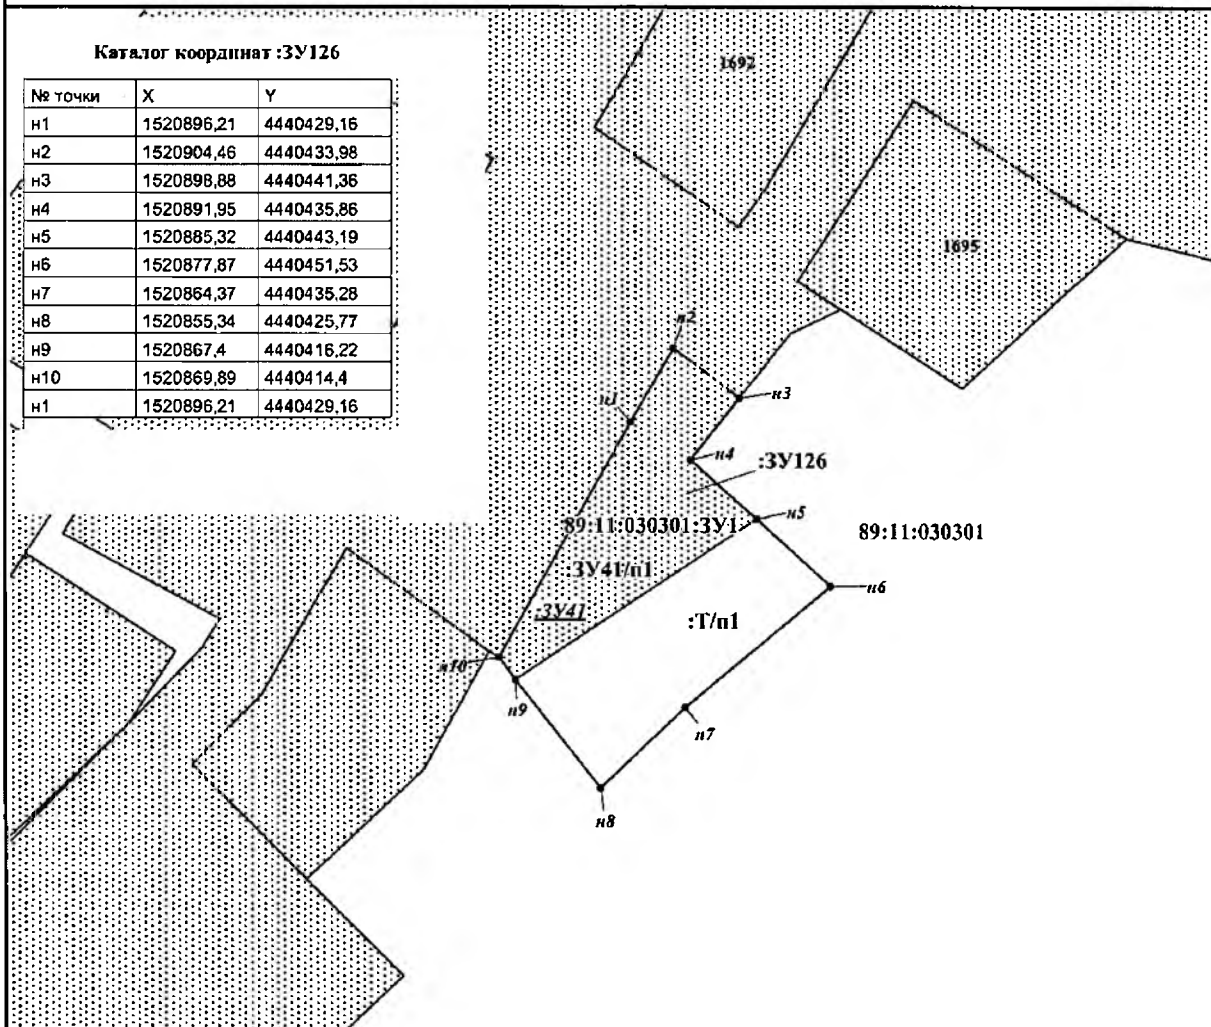 Каталог координат :ЗУ126
№ точки X Y
н1 1520896,21 4440429,16
н2 1520904,46 4440433,98
н3 1520898,88 4440441,36
н4 1520891,95 4440435,86
н5 1520885,32 4440443,19
н6 1520877,87 4440451,53
н7 1520864,37 4440435,28
н8 1520855,34 4440425,77
н9 1520867,4 4440416,22
н10 1520869,89 4440414,4
н1 1520896,21 4440429,16
1692
1695
н2
н3
н1
н4
:ЗУ126
н5
89:11:030301:ЗУ1
89:11:030301
:ЗУ41/п1
н6
:ЗУ41
:Т/п1
н10
н9
н7
н8